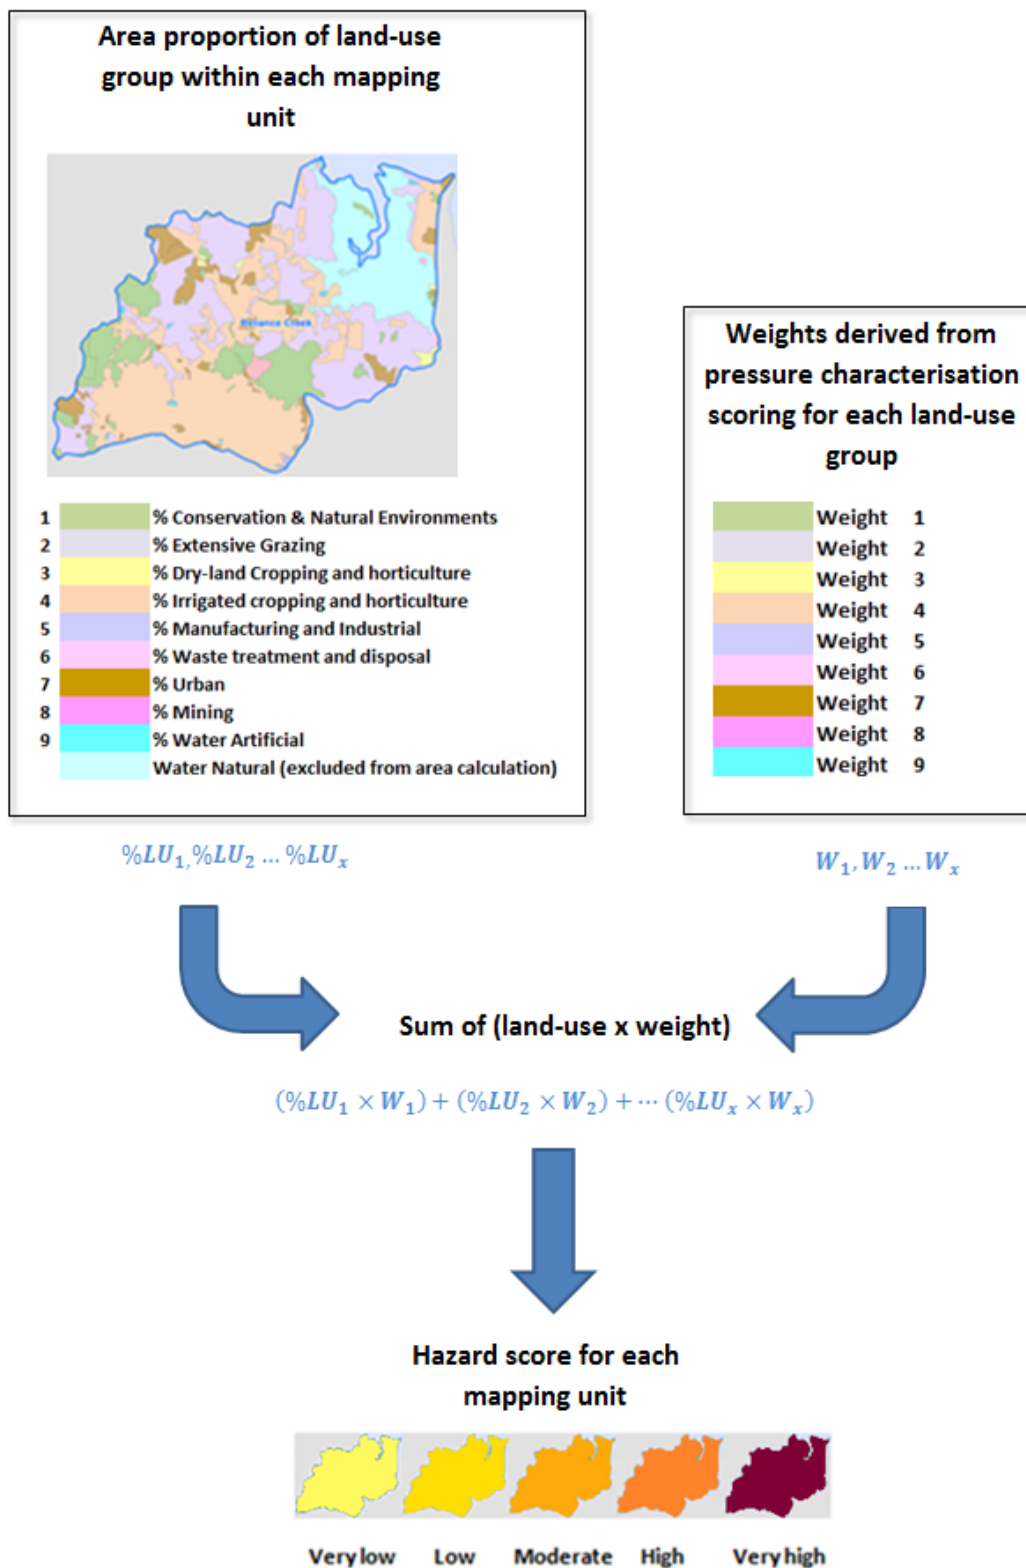 Area proportion of land-use
group within each mapping
unit
Reliance Creek
1 % Conservation & Natural Environments
2 % Extensive Grazing
3 % Dry-land Cropping and horticulture
4 % Irrigated cropping and horticulture
5 % Manufacturing and Industrial
6 % Waste treatment and disposal
7 % Urban
8 % Mining
9 % Water Artificial
Water Natural (excluded from area calculation)
Weights derived from
pressure characterisation
scoring for each land-use
group
Weight 1
Weight 2
Weight 3
Weight 4
Weight 5
Weight 6
Weight 7
Weight 8
Weight 9
%LU₁,%LU₂ … %LUₓ
W₁, W₂ … Wₓ
Sum of (land-use x weight)
(%LU₁ × W₁) + (%LU₂ × W₂) + ⋯ (%LUₓ × Wₓ)
Hazard score for each
mapping unit
Very low Low Moderate High Very high